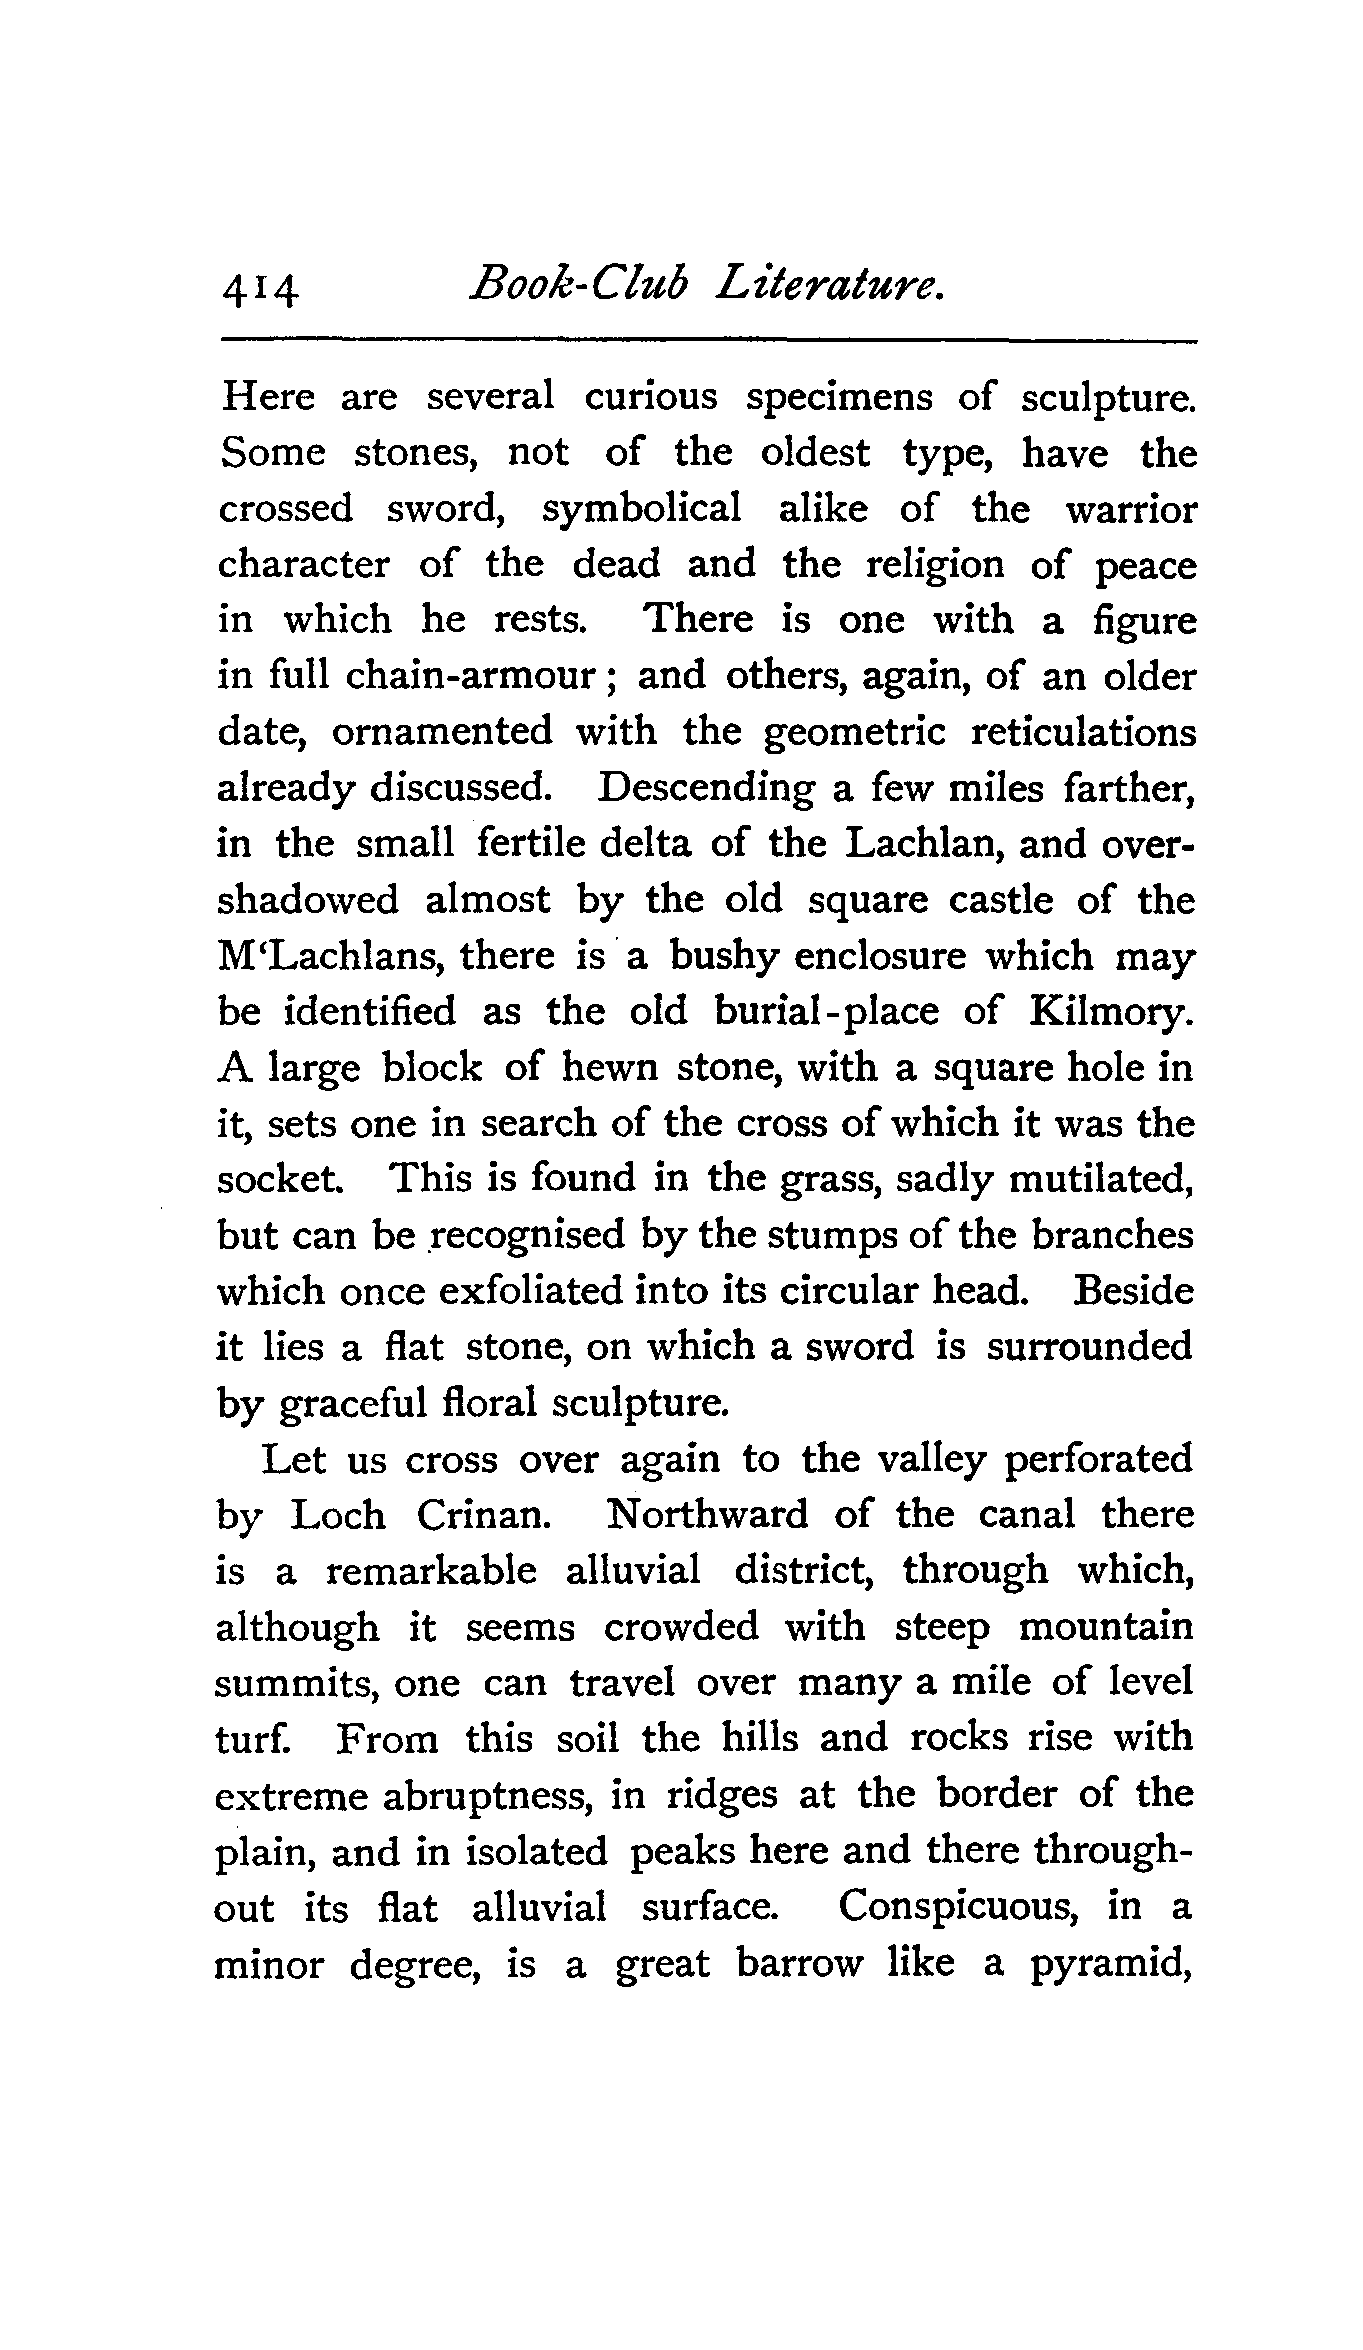 414 Book-Club Literature.
Here are several curious specimens of sculpture.
Some stones, not of the oldest type, have the
crossed sword, symbolical alike of the warrior
character of the dead and the religion of peace
in which he rests. There is one with a figure
in full chain-armour; and others, again, of an older
date, ornamented with the geometric reticulations
already discussed. Descending a few miles farther,
in the small fertile delta of the Lachlan, and over-
shadowed almost by the old square castle of the
M‘Lachlans, there is a bushy enclosure which may
be identified as the old burial-place of Kilmory.
A large block of hewn stone, with a square hole in
it, sets one in search of the cross of which it was the
socket. This is found in the grass, sadly mutilated,
but can be recognised by the stumps of the branches
which once exfoliated into its circular head. Beside
it lies a flat stone, on which a sword is surrounded
by graceful floral sculpture.
Let us cross over again to the valley perforated
by Loch Crinan. Northward of the canal there
is a remarkable alluvial district, through which,
although it seems crowded with steep mountain
summits, one can travel over many a mile of level
turf. From this soil the hills and rocks rise with
extreme abruptness, in ridges at the border of the
plain, and in isolated peaks here and there through-
out its flat alluvial surface. Conspicuous, in a
minor degree, is a great barrow like a pyramid,